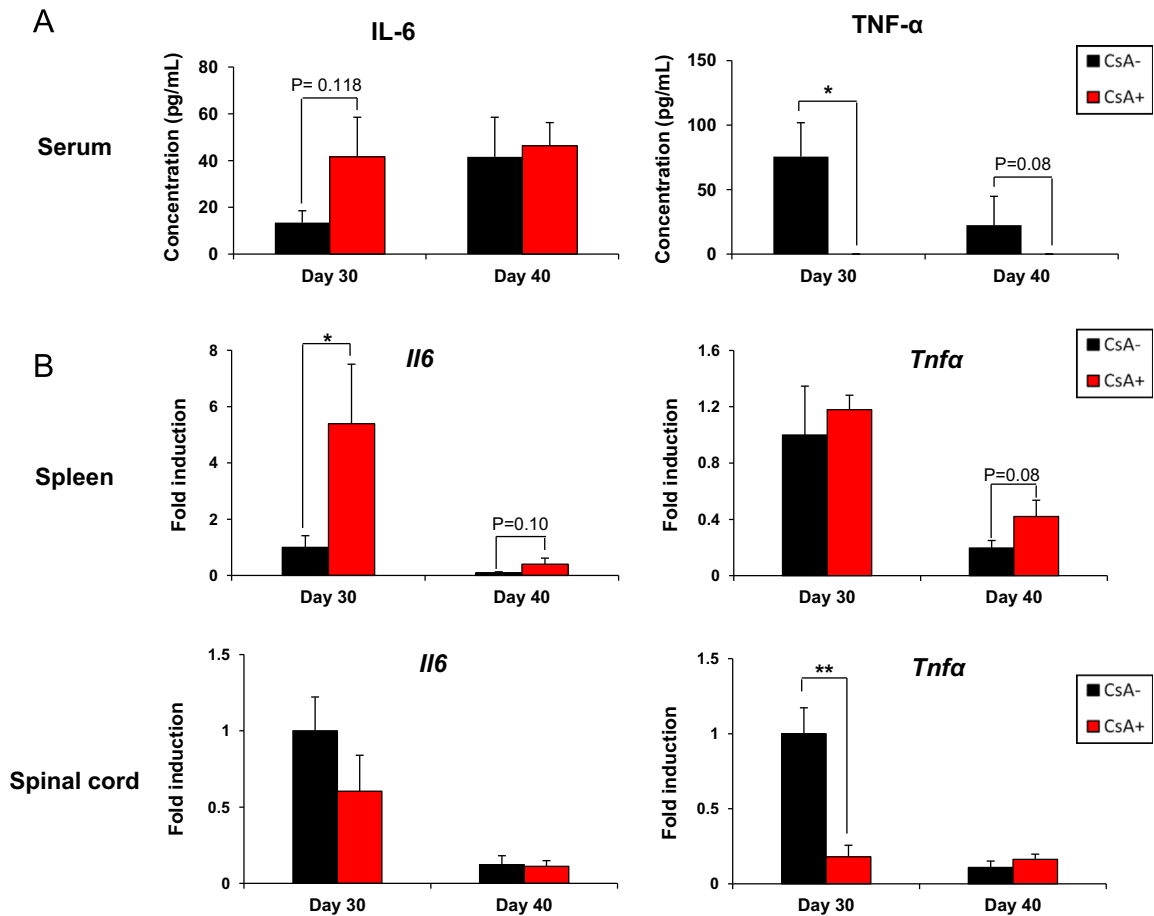 A
IL-6
TNF-α
Serum
Concentration (pg/mL)
80
60
40
20
0
P= 0.118
Day 30
Day 40
Concentration (pg/mL)
150
100
50
0
*
P=0.08
Day 30
Day 40
CsA-
CsA+
B
Spleen
Il6
Fold induction
8
6
4
2
0
*
P=0.10
Day 30
Day 40
Tnfα
Fold induction
1.6
1.2
0.8
0.4
0
P=0.08
Day 30
Day 40
CsA-
CsA+
Spinal cord
Il6
Fold induction
1.5
1
0.5
0
Day 30
Day 40
Tnfα
Fold induction
1.5
1
0.5
0
**
Day 30
Day 40
CsA-
CsA+